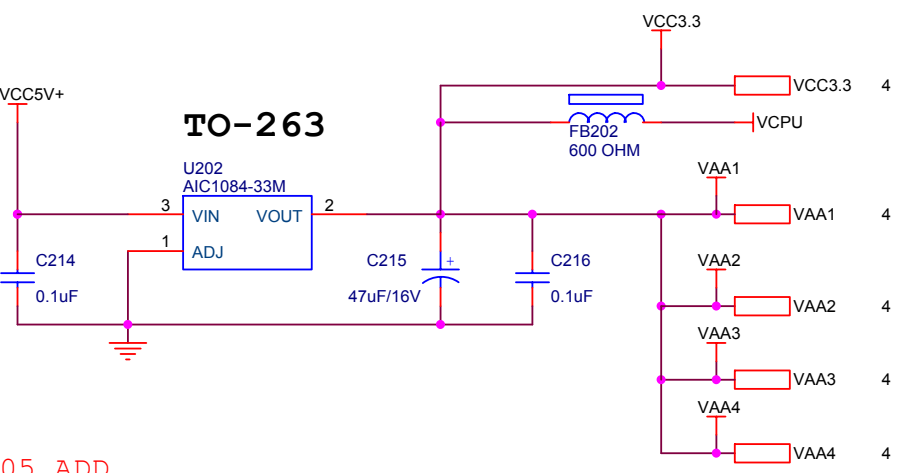 VCC3.3
VCC3.3 4
VCC5V+
TO-263
FB202
600 OHM
VCPU
U202
AIC1084-33M
3 VIN VOUT 2
1 ADJ
VAA1
VAA1 4
C214
0.1uF
C215
47uF/16V
+
C216
0.1uF
VAA2
VAA2 4
VAA3
VAA3 4
VAA4
VAA4 4
05 ADD